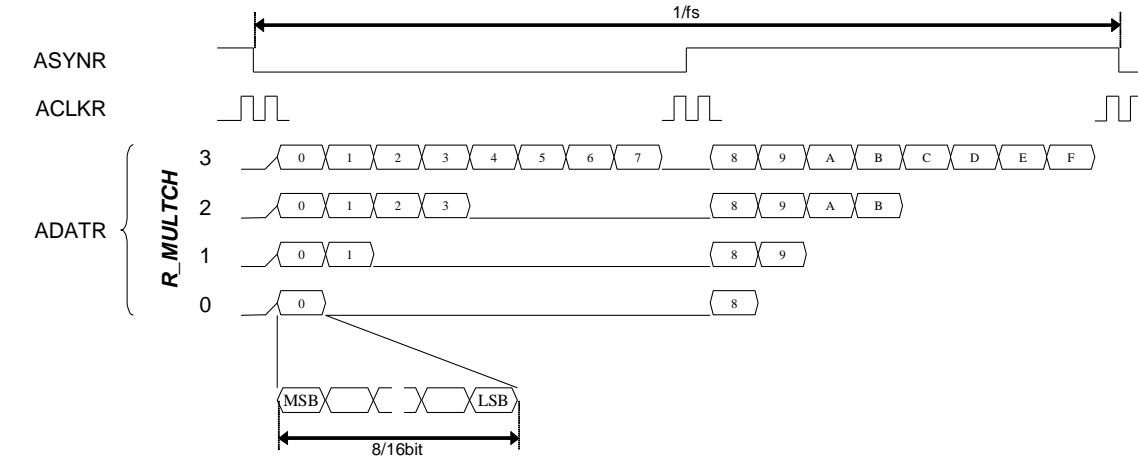 1/fs
ASYNR
ACLKR
ADATR
R_MULTCH
3 0 1 2 3 4 5 6 7 8 9 A B C D E F
2 0 1 2 3 8 9 A B
1 0 1 8 9
0 0 8
MSB LSB
8/16bit